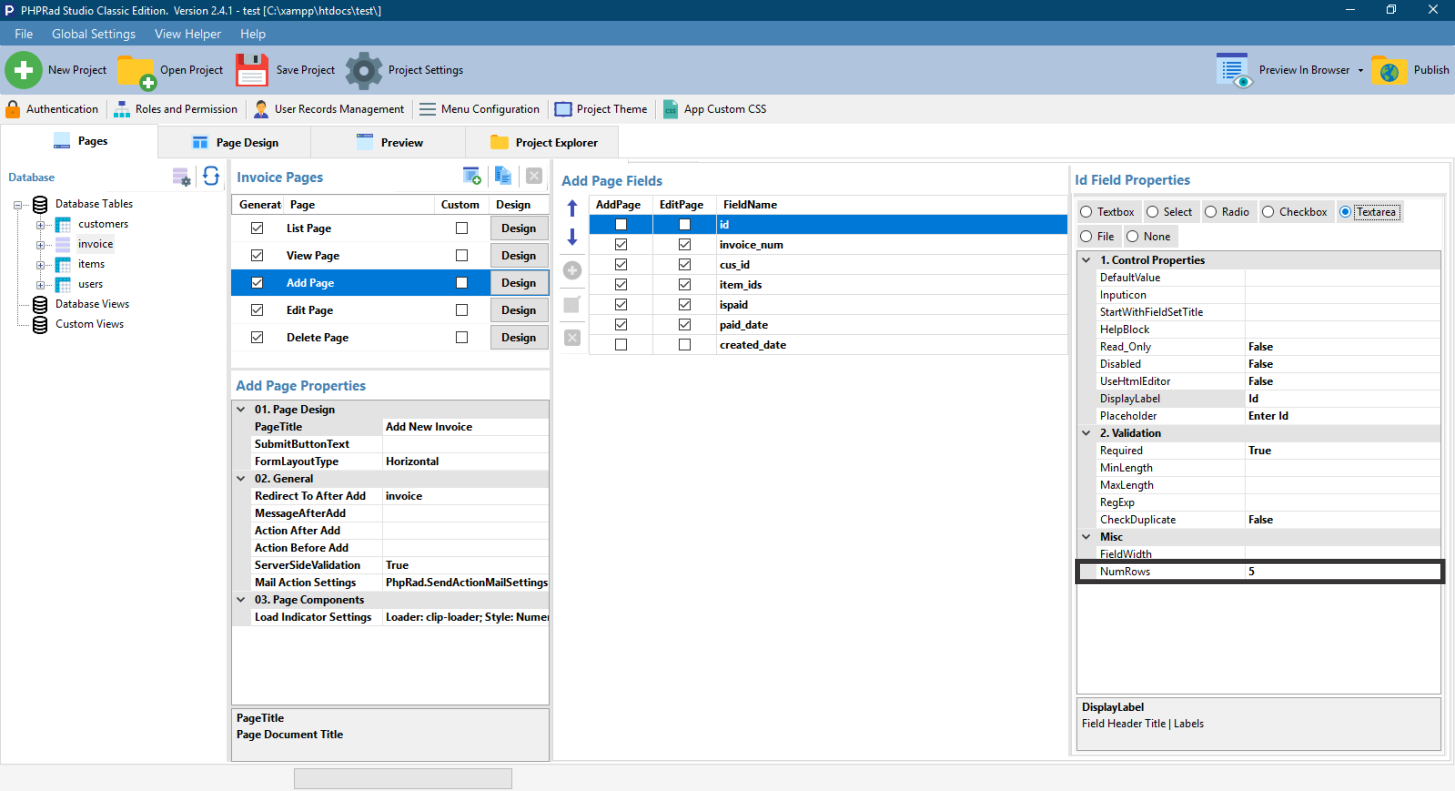 PHPRad Studio Classic Edition. Version 2.4.1 - test [C:\xampp\htdocs\test\]
File Global Settings View Helper Help
New Project Open Project Save Project Project Settings Preview In Browser Publish
Authentication Roles and Permission User Records Management Menu Configuration Project Theme App Custom CSS
Pages Page Design Preview Project Explorer
Database
Database Tables
customers
invoice
items
users
Database Views
Custom Views
Invoice Pages
Generat Page Custom Design
List Page Design
View Page Design
Add Page Design
Edit Page Design
Delete Page Design
Add Page Properties
01. Page Design
PageTitle Add New Invoice
SubmitButtonText
FormLayoutType Horizontal
02. General
Redirect To After Add invoice
MessageAfterAdd
Action After Add
Action Before Add
ServerSideValidation True
Mail Action Settings PhpRad.SendActionMailSettings
03. Page Components
Load Indicator Settings Loader: clip-loader; Style: Numer
PageTitle
Page Document Title
Add Page Fields
AddPage EditPage FieldName
id
invoice_num
cus_id
item_ids
ispaid
paid_date
created_date
Id Field Properties
Textbox Select Radio Checkbox Textarea
File None
1. Control Properties
DefaultValue
Inputicon
StartWithFieldSetTitle
HelpBlock
Read_Only False
Disabled False
UseHtmlEditor False
DisplayLabel Id
Placeholder Enter Id
2. Validation
Required True
MinLength
MaxLength
RegExp
CheckDuplicate False
Misc
FieldWidth
NumRows 5
DisplayLabel
Field Header Title | Labels